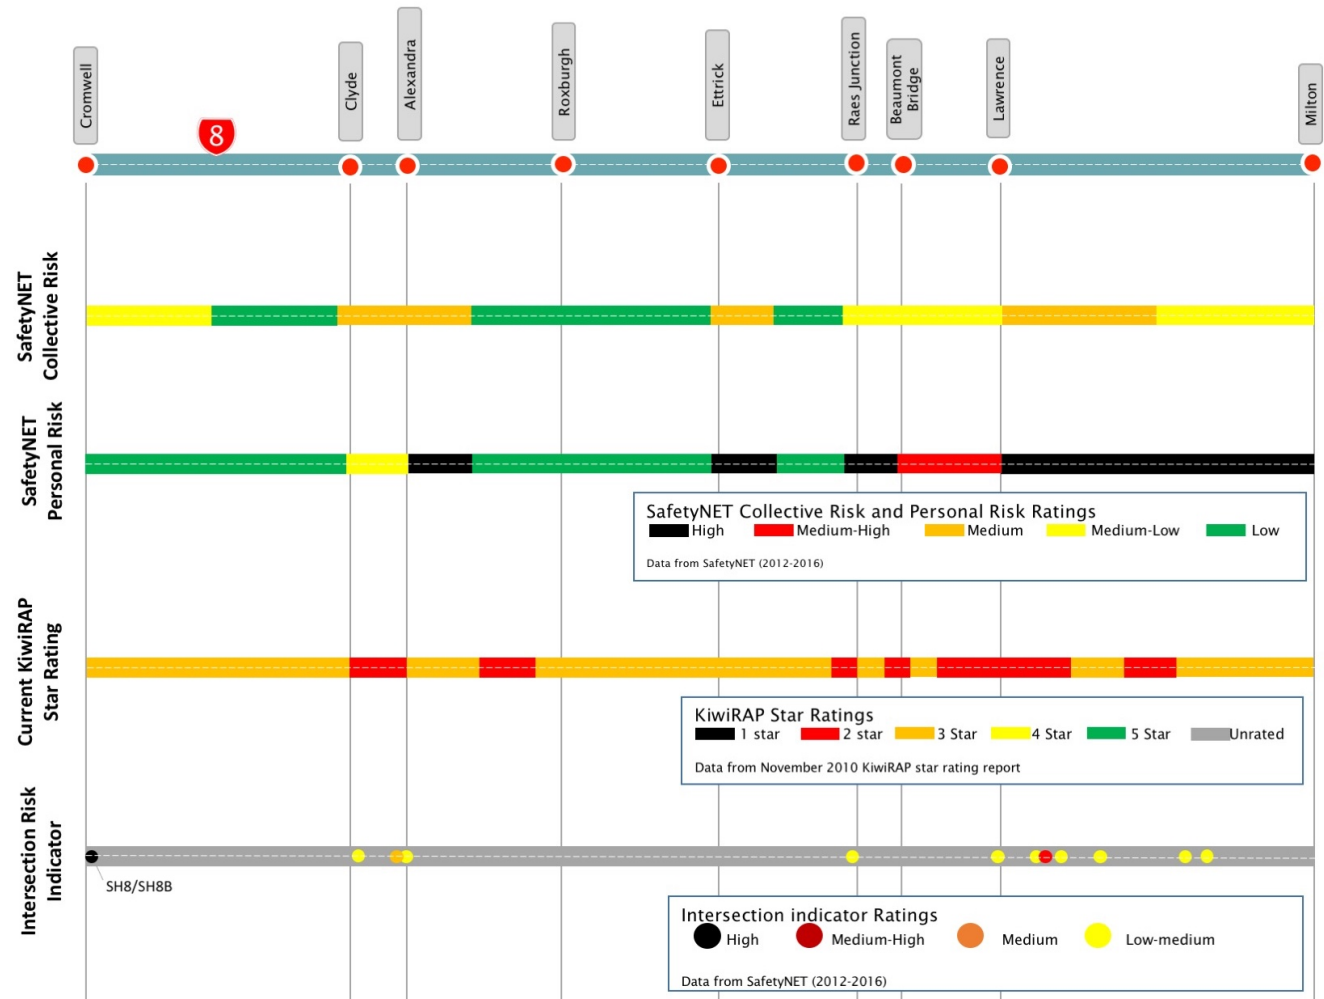 Cromwell
Clyde
Alexandra
Roxburgh
Ettrick
Raes Junction
Beaumont
Bridge
Lawrence
Milton
8
SafetyNET
Collective Risk
SafetyNET
Personal Risk
SafetyNET Collective Risk and Personal Risk Ratings
High Medium-High Medium Medium-Low Low
Data from SafetyNET (2012-2016)
Current KiwiRAP
Star Rating
KiwiRAP Star Ratings
1 star 2 star 3 Star 4 Star 5 Star Unrated
Data from November 2010 KiwiRAP star rating report
Intersection Risk
Indicator
SH8/SH8B
Intersection indicator Ratings
High Medium-High Medium Low-medium
Data from SafetyNET (2012-2016)